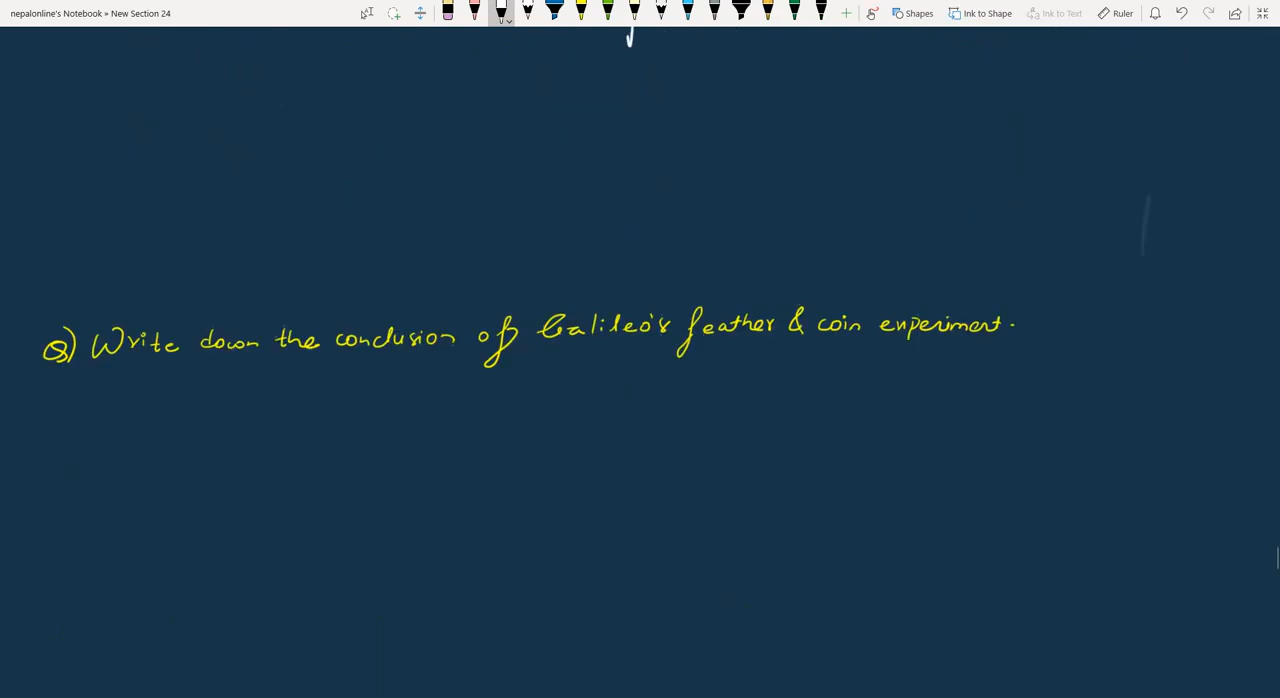 nepalonline's Notebook » New Section 24
Shapes
Ink to Shape
Ink to Text
Ruler
Q) Write down the conclusion of Galileo's feather & coin experiment.